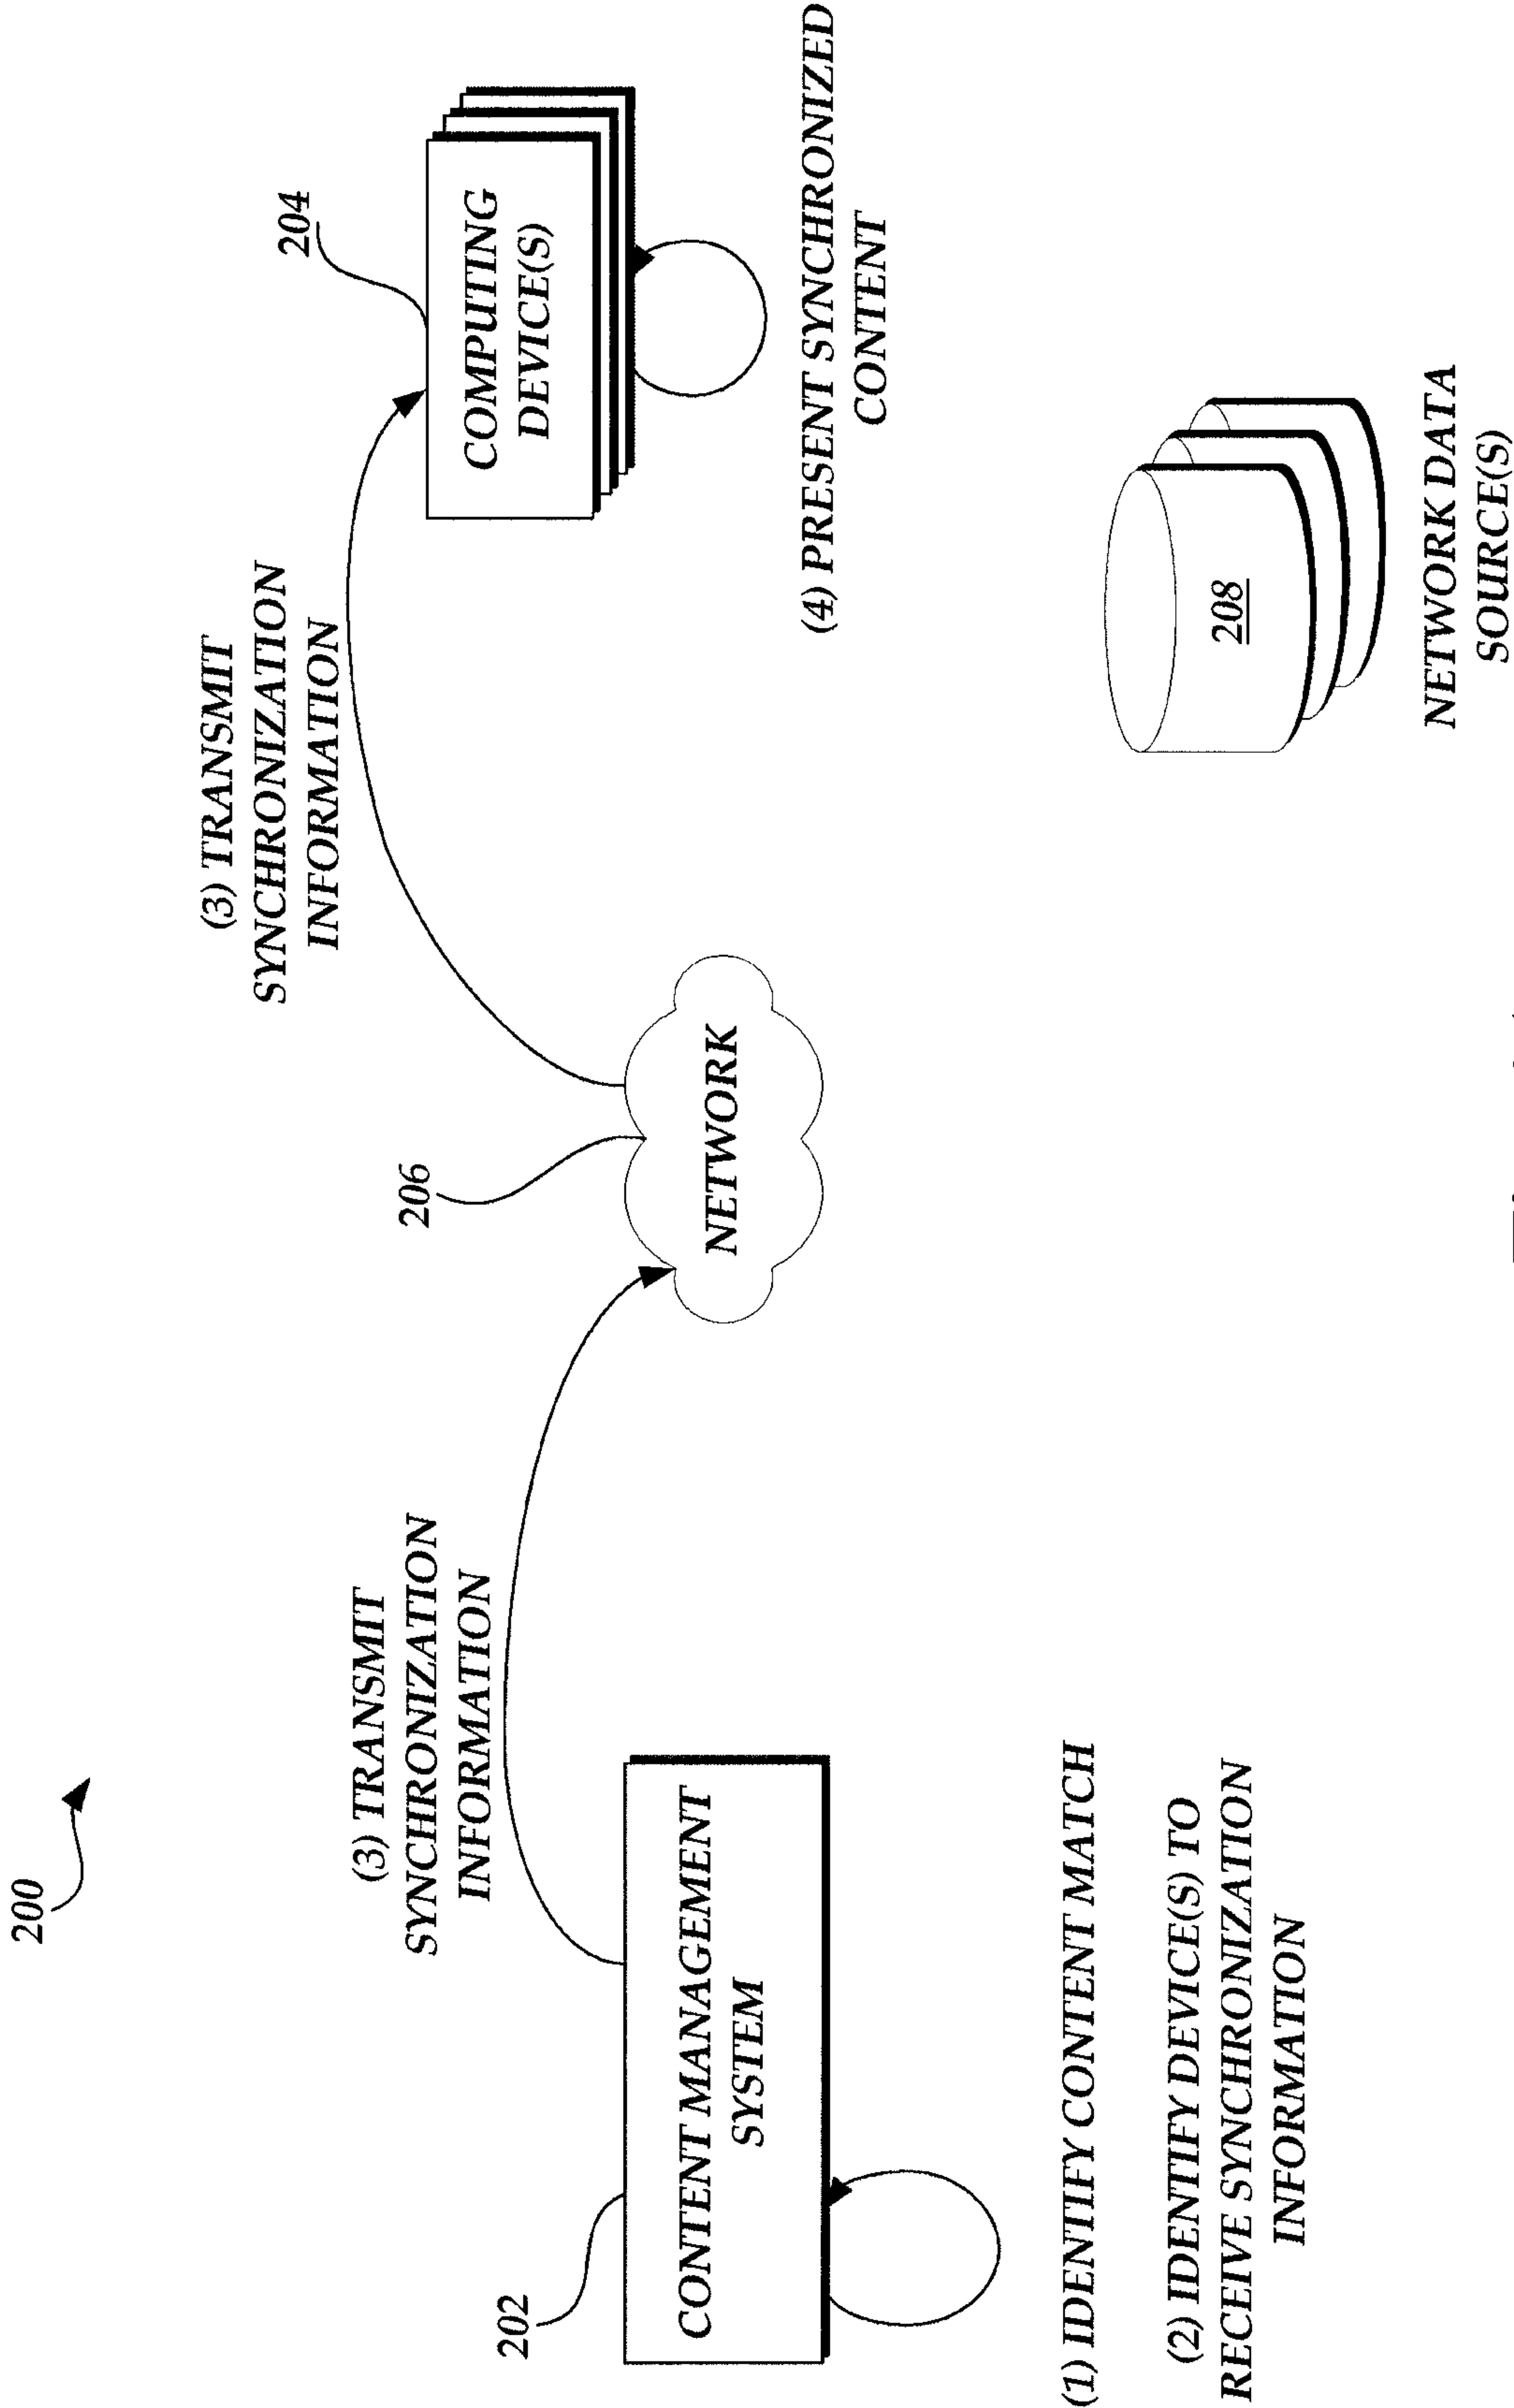 200
(3) TRANSMIT
SYNCHRONIZATION
INFORMATION
204
COMPUTING
DEVICE(S)
(4) PRESENT SYNCHRONIZED
CONTENT
(3) TRANSMIT
SYNCHRONIZATION
INFORMATION
206
NETWORK
202
CONTENT MANAGEMENT
SYSTEM
(1) IDENTIFY CONTENT MATCH
(2) IDENTIFY DEVICE(S) TO
RECEIVE SYNCHRONIZATION
INFORMATION
208
NETWORK DATA
SOURCE(S)